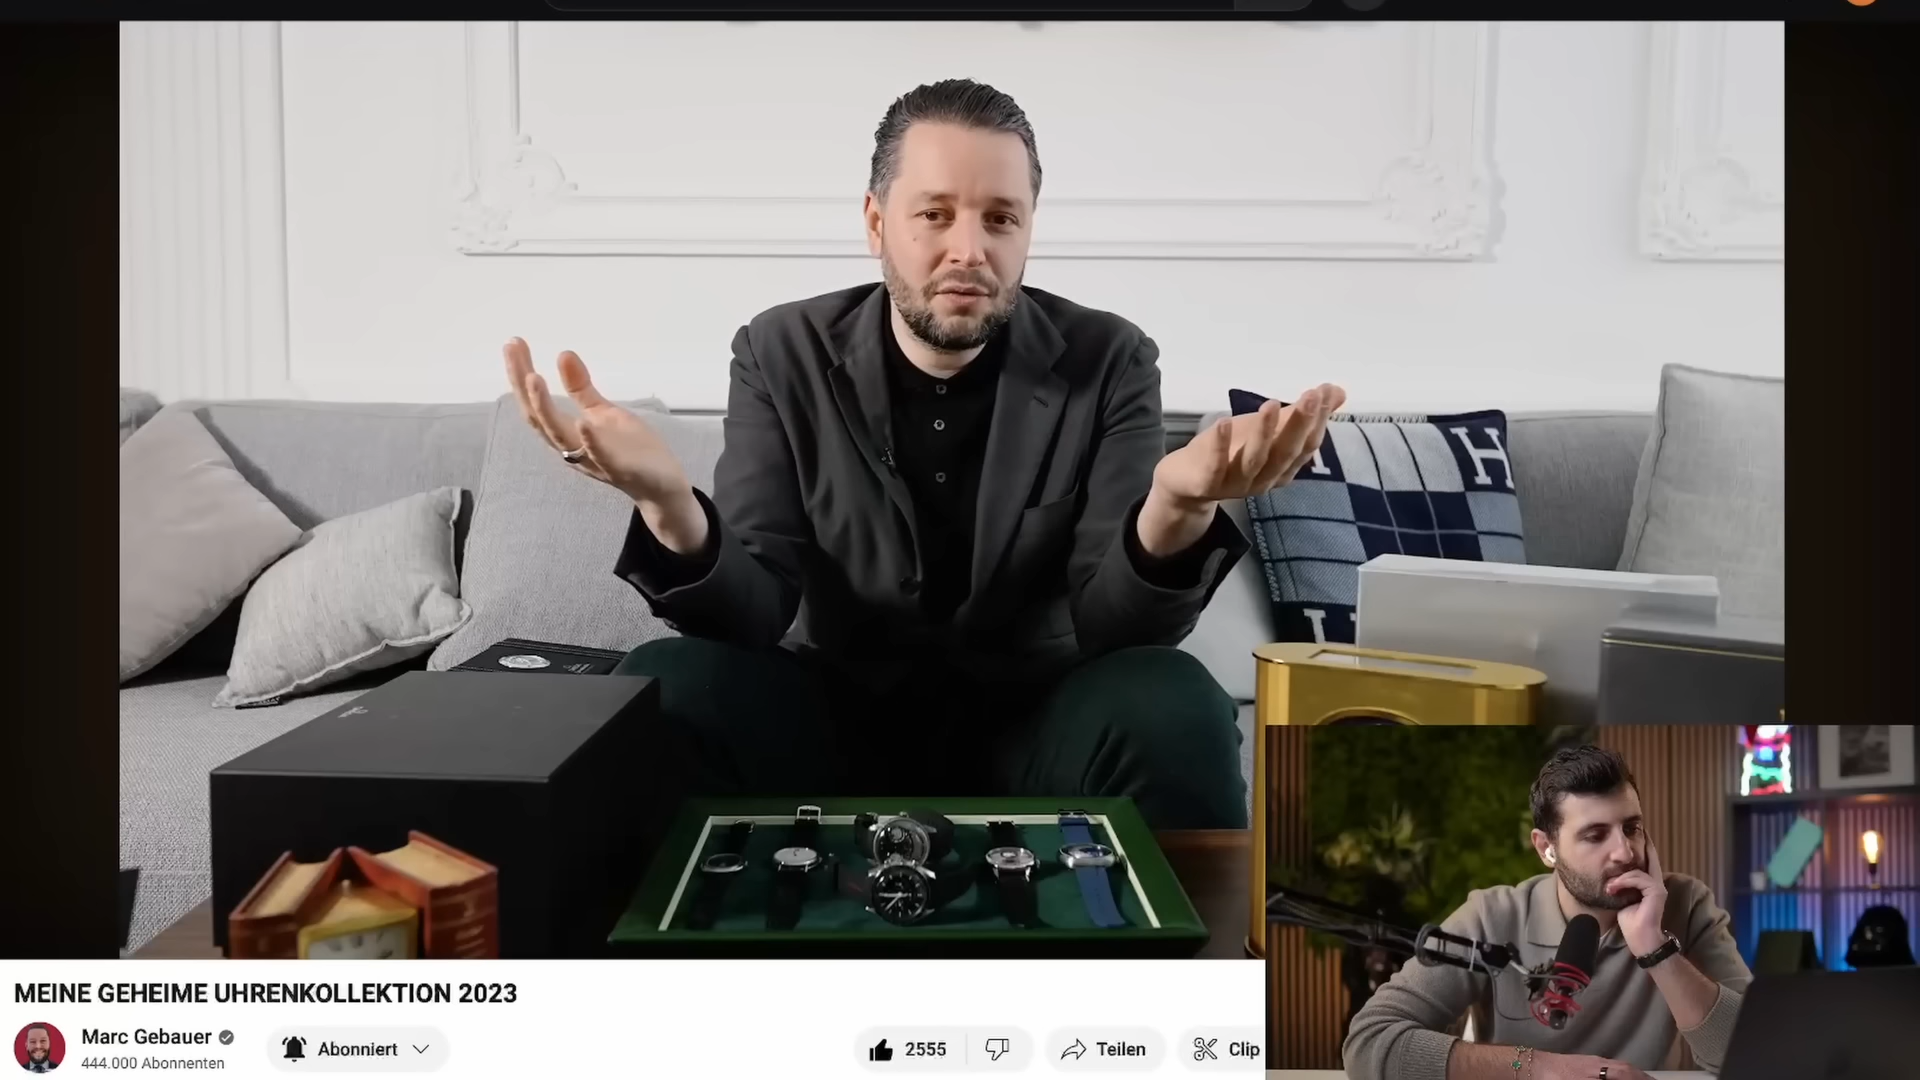 H
MEINE GEHEIME UHRENKOLLEKTION 2023
Marc Gebauer
444.000 Abonnenten
Abonniert
2555
Teilen
Clip